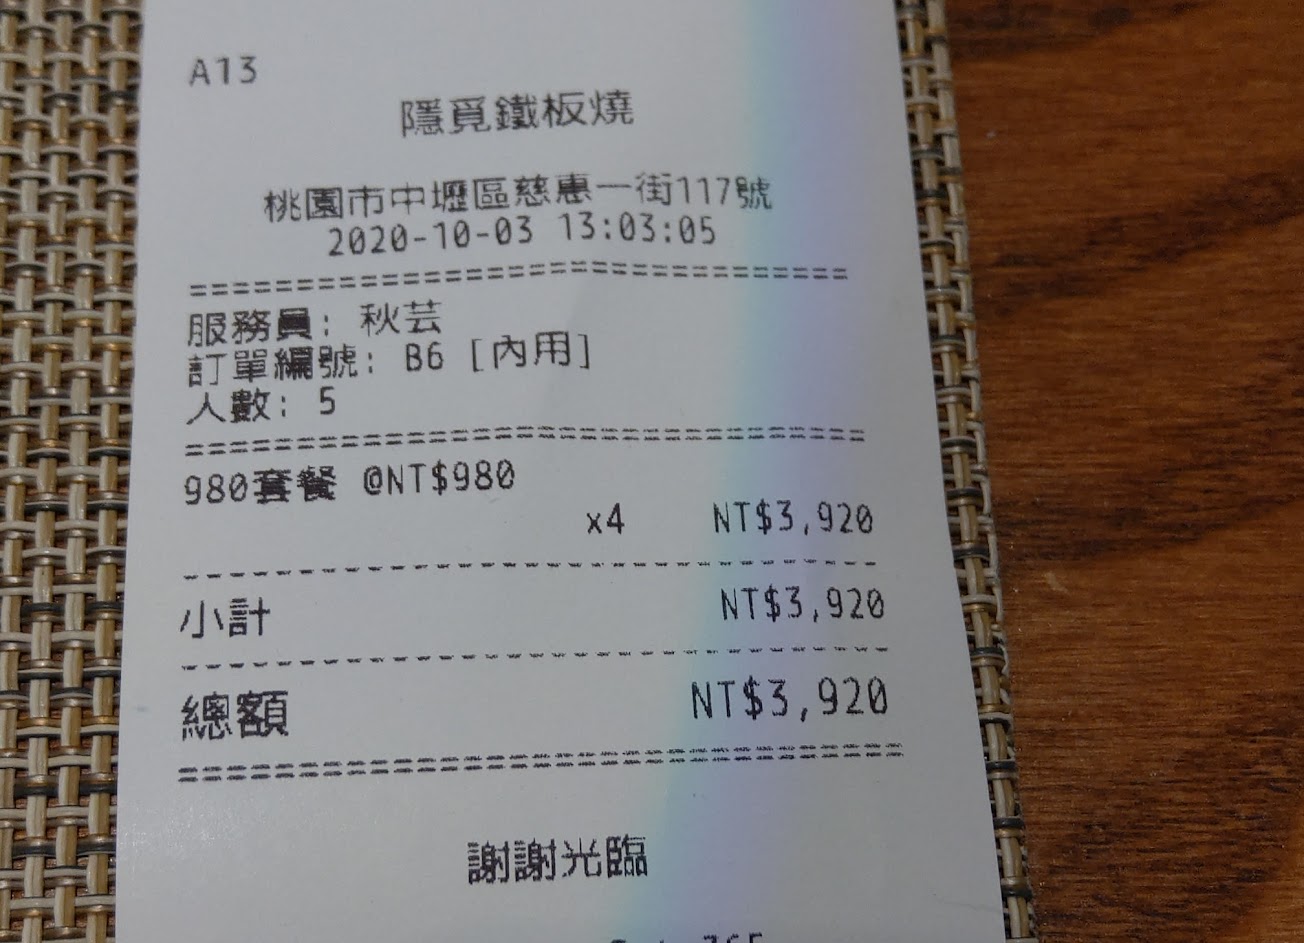 A13
隱覓鐵板燒
桃園市中壢區慈惠一街117號
2020-10-03 13:03:05
服務員: 秋芸
訂單編號: B6 [內用]
人數: 5
980套餐 @NT$980
x4 NT$3,920
小計 NT$3,920
總額 NT$3,920
謝謝光臨